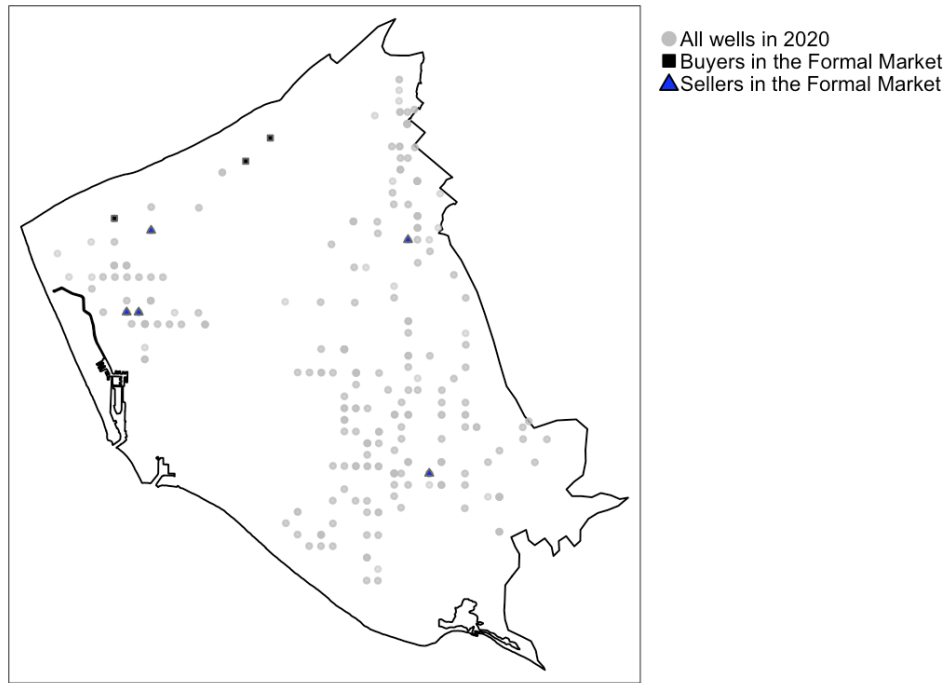 All wells in 2020
Buyers in the Formal Market
Sellers in the Formal Market